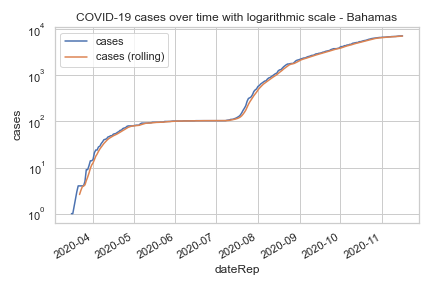 COVID-19 cases over time with logarithmic scale - Bahamas
cases
cases (rolling)
10⁴
10³
10²
10¹
10⁰
cases
2020-04
2020-05
2020-06
2020-07
2020-08
2020-09
2020-10
2020-11
dateRep